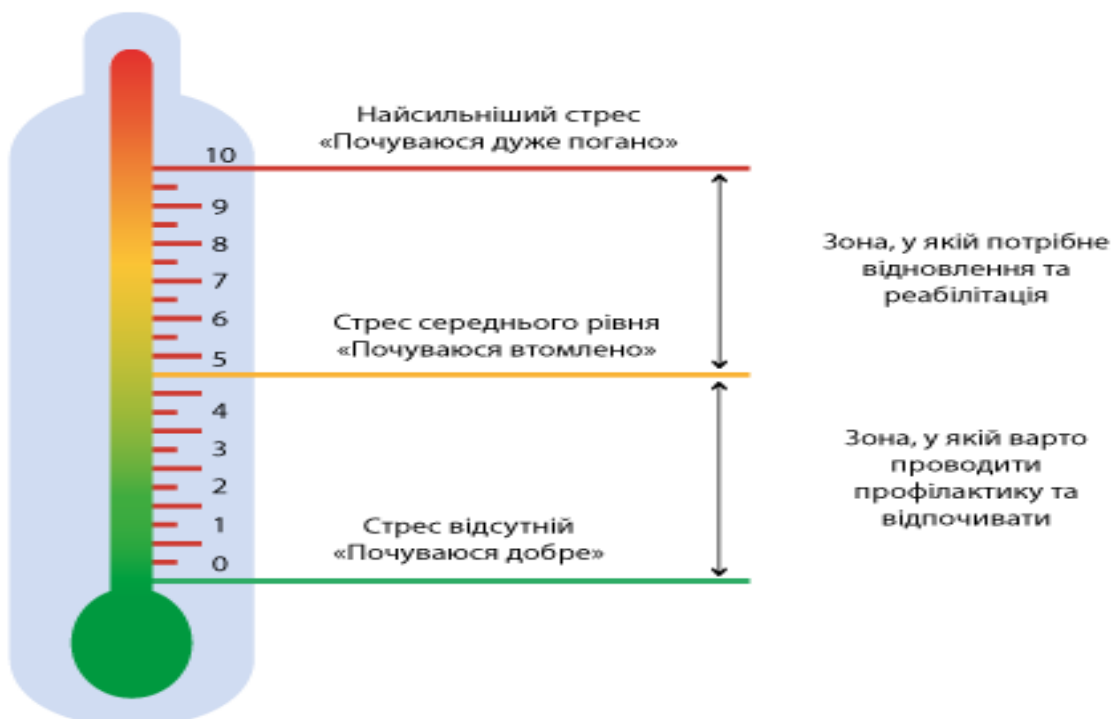 Найсильніший стрес
«Почуваюся дуже погано»
10
9
8
7
6
5
4
3
2
1
0
Стрес середнього рівня
«Почуваюся втомлено»
Стрес відсутній
«Почуваюся добре»
Зона, у якій потрібне
відновлення та
реабілітація
Зона, у якій варто
проводити
профілактику та
відпочивати